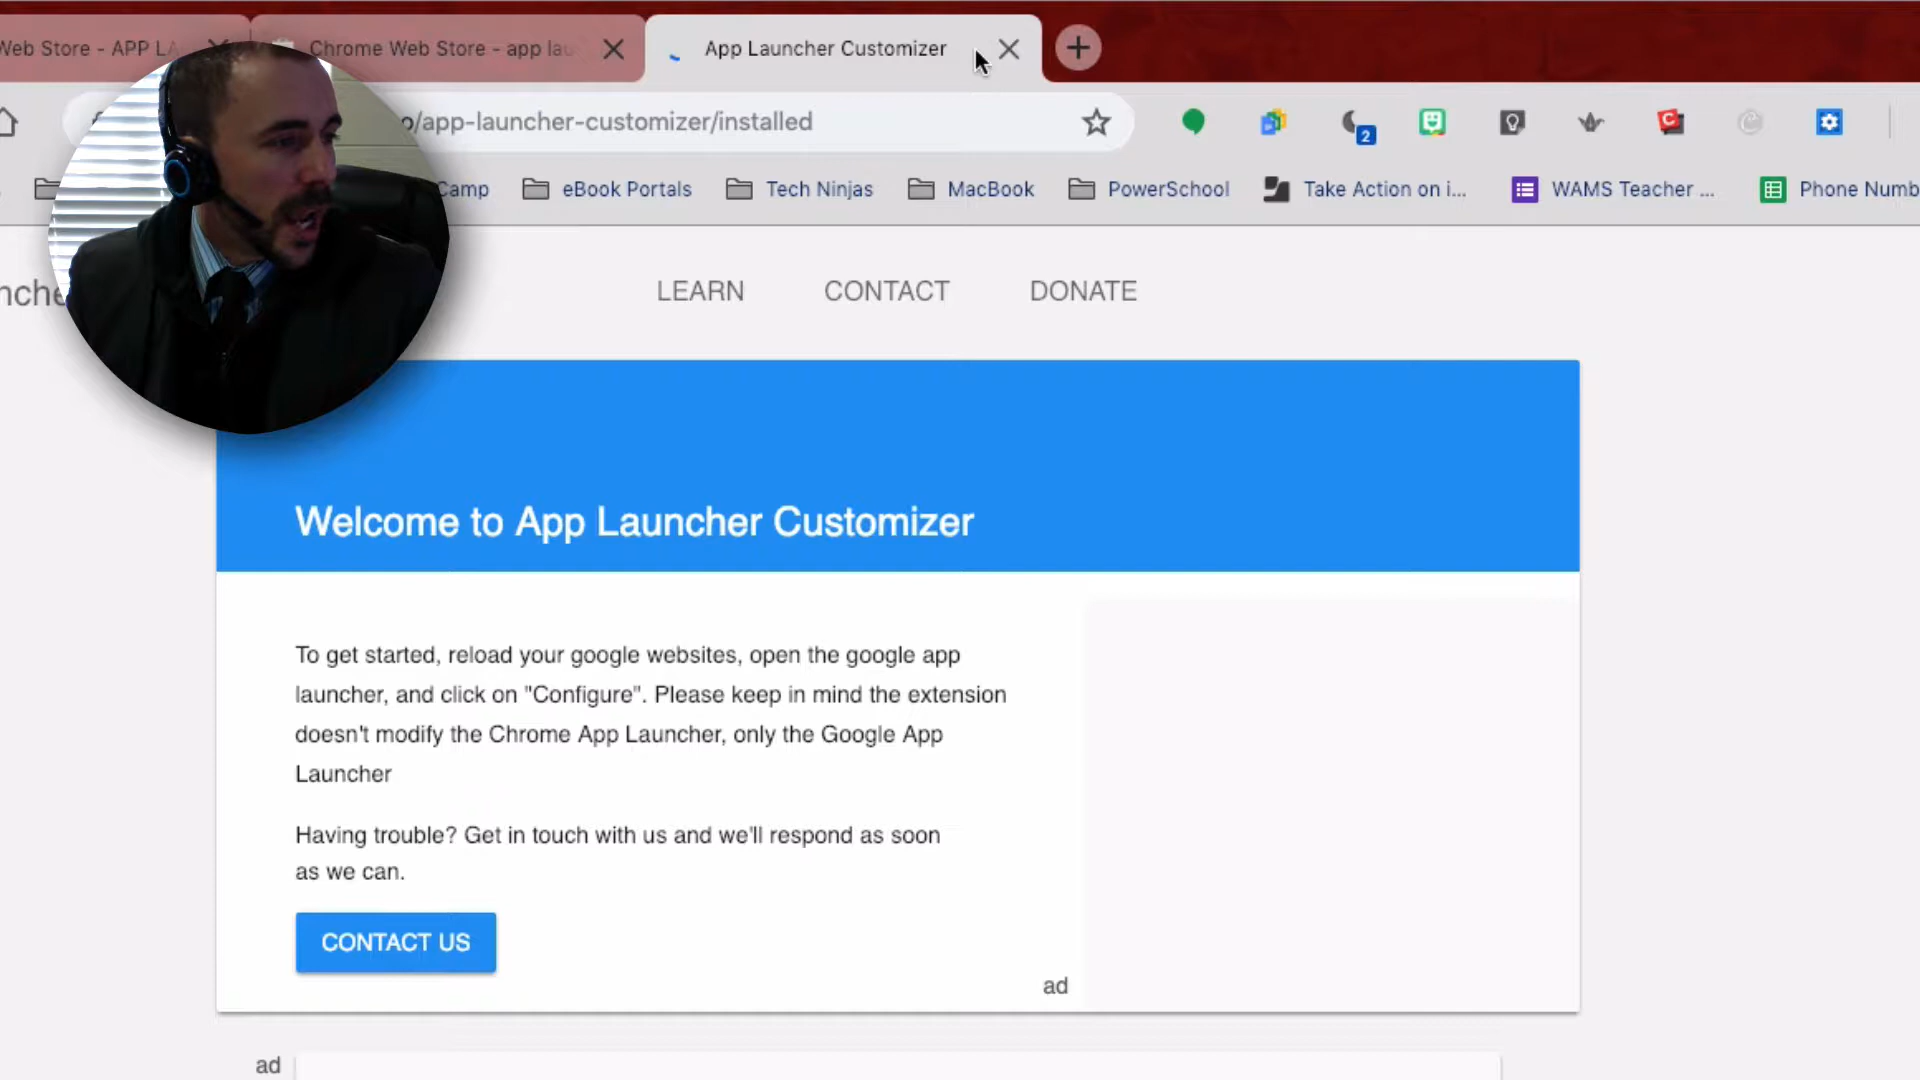 Web Store - APP LA
Chrome Web Store - app lau
App Launcher Customizer
o/app-launcher-customizer/installed
2
Camp
eBook Portals
Tech Ninjas
MacBook
PowerSchool
Take Action on i...
WAMS Teacher ...
Phone Numb
nche
LEARN
CONTACT
DONATE
Welcome to App Launcher Customizer
To get started, reload your google websites, open the google app
launcher, and click on "Configure". Please keep in mind the extension
doesn't modify the Chrome App Launcher, only the Google App
Launcher
Having trouble? Get in touch with us and we'll respond as soon
as we can.
CONTACT US
ad
ad